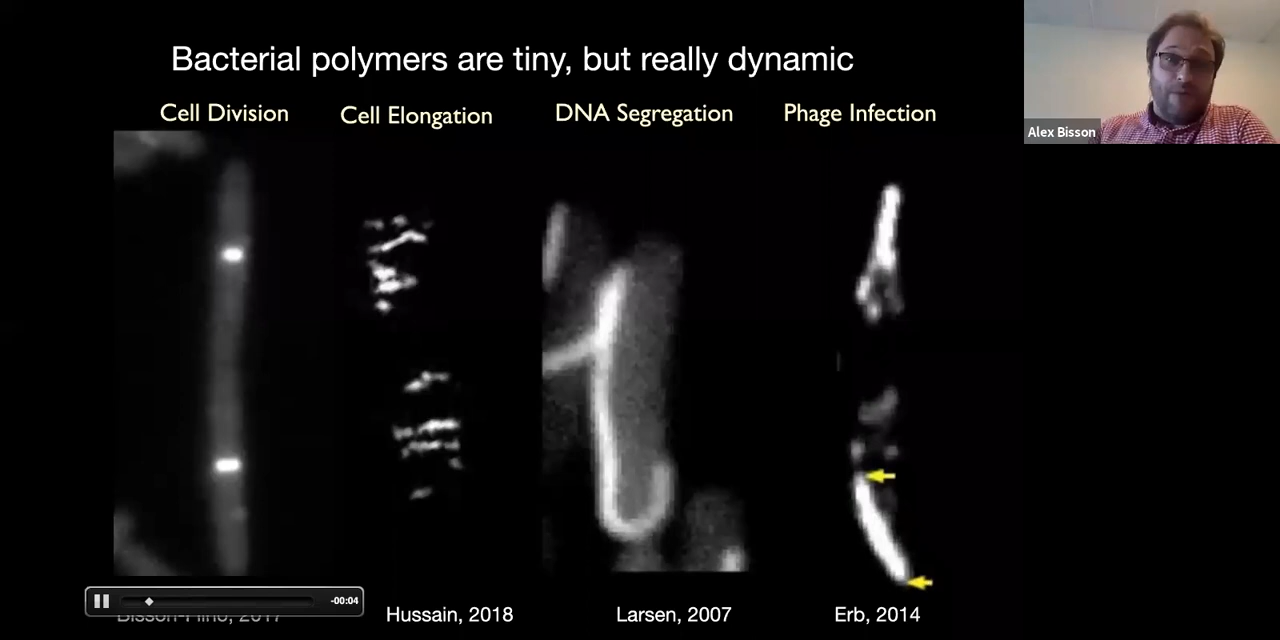 Bacterial polymers are tiny, but really dynamic
Cell Division
Cell Elongation
DNA Segregation
Phage Infection
Alex Bisson
-00:04
Hussain, 2018
Larsen, 2007
Erb, 2014